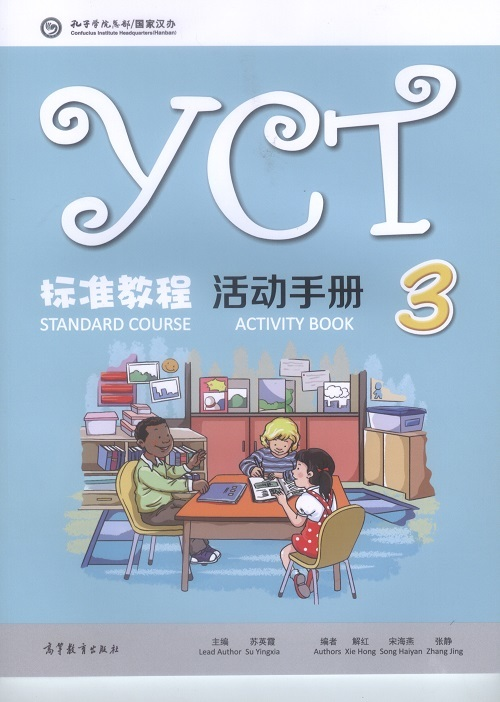 孔子学院总部/国家汉办
Confucius Institute Headquarters(Hanban)
YCT
标准教程 活动手册 3
STANDARD COURSE ACTIVITY BOOK
主编 苏英霞 编者 解红 宋海燕 张静
Lead Author Su Yingxia Authors Xie Hong Song Haiyan Zhang Jing
高等教育出版社